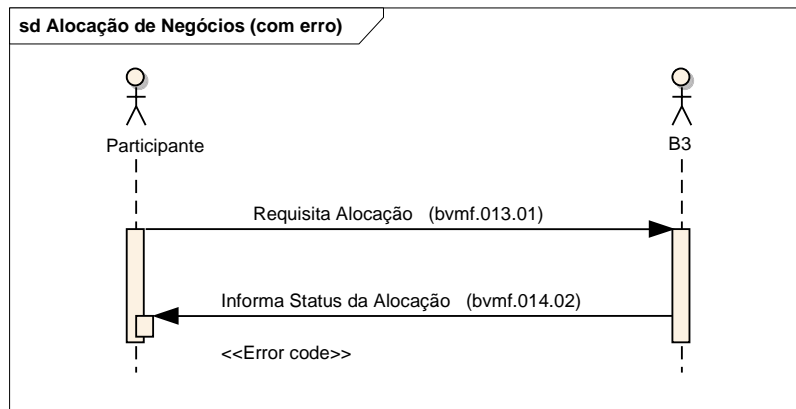 sd Alocação de Negócios (com erro)
Participante
B3
Requisita Alocação (bvmf.013.01)
Informa Status da Alocação (bvmf.014.02)
<<Error code>>